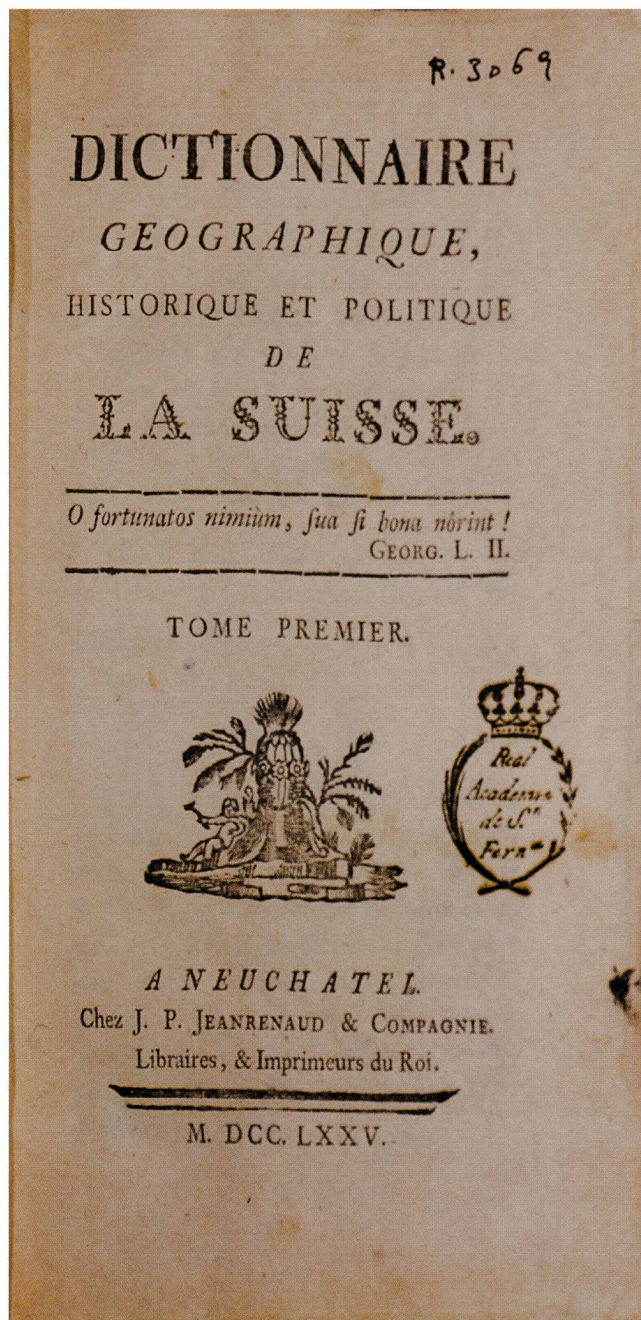 R. 3069
DICTIONNAIRE
GEOGRAPHIQUE,
HISTORIQUE ET POLITIQUE
DE
LA SUISSE.
O fortunatos nimiùm, ſua ſi bona nôrint !
GEORG. L. II.
TOME PREMIER.
Real
Academia
de S.n
Fern.do
A NEUCHATEL.
Chez J. P. JEANRENAUD & COMPAGNIE.
Libraires, & Imprimeurs du Roi.
M. DCC. LXXV.